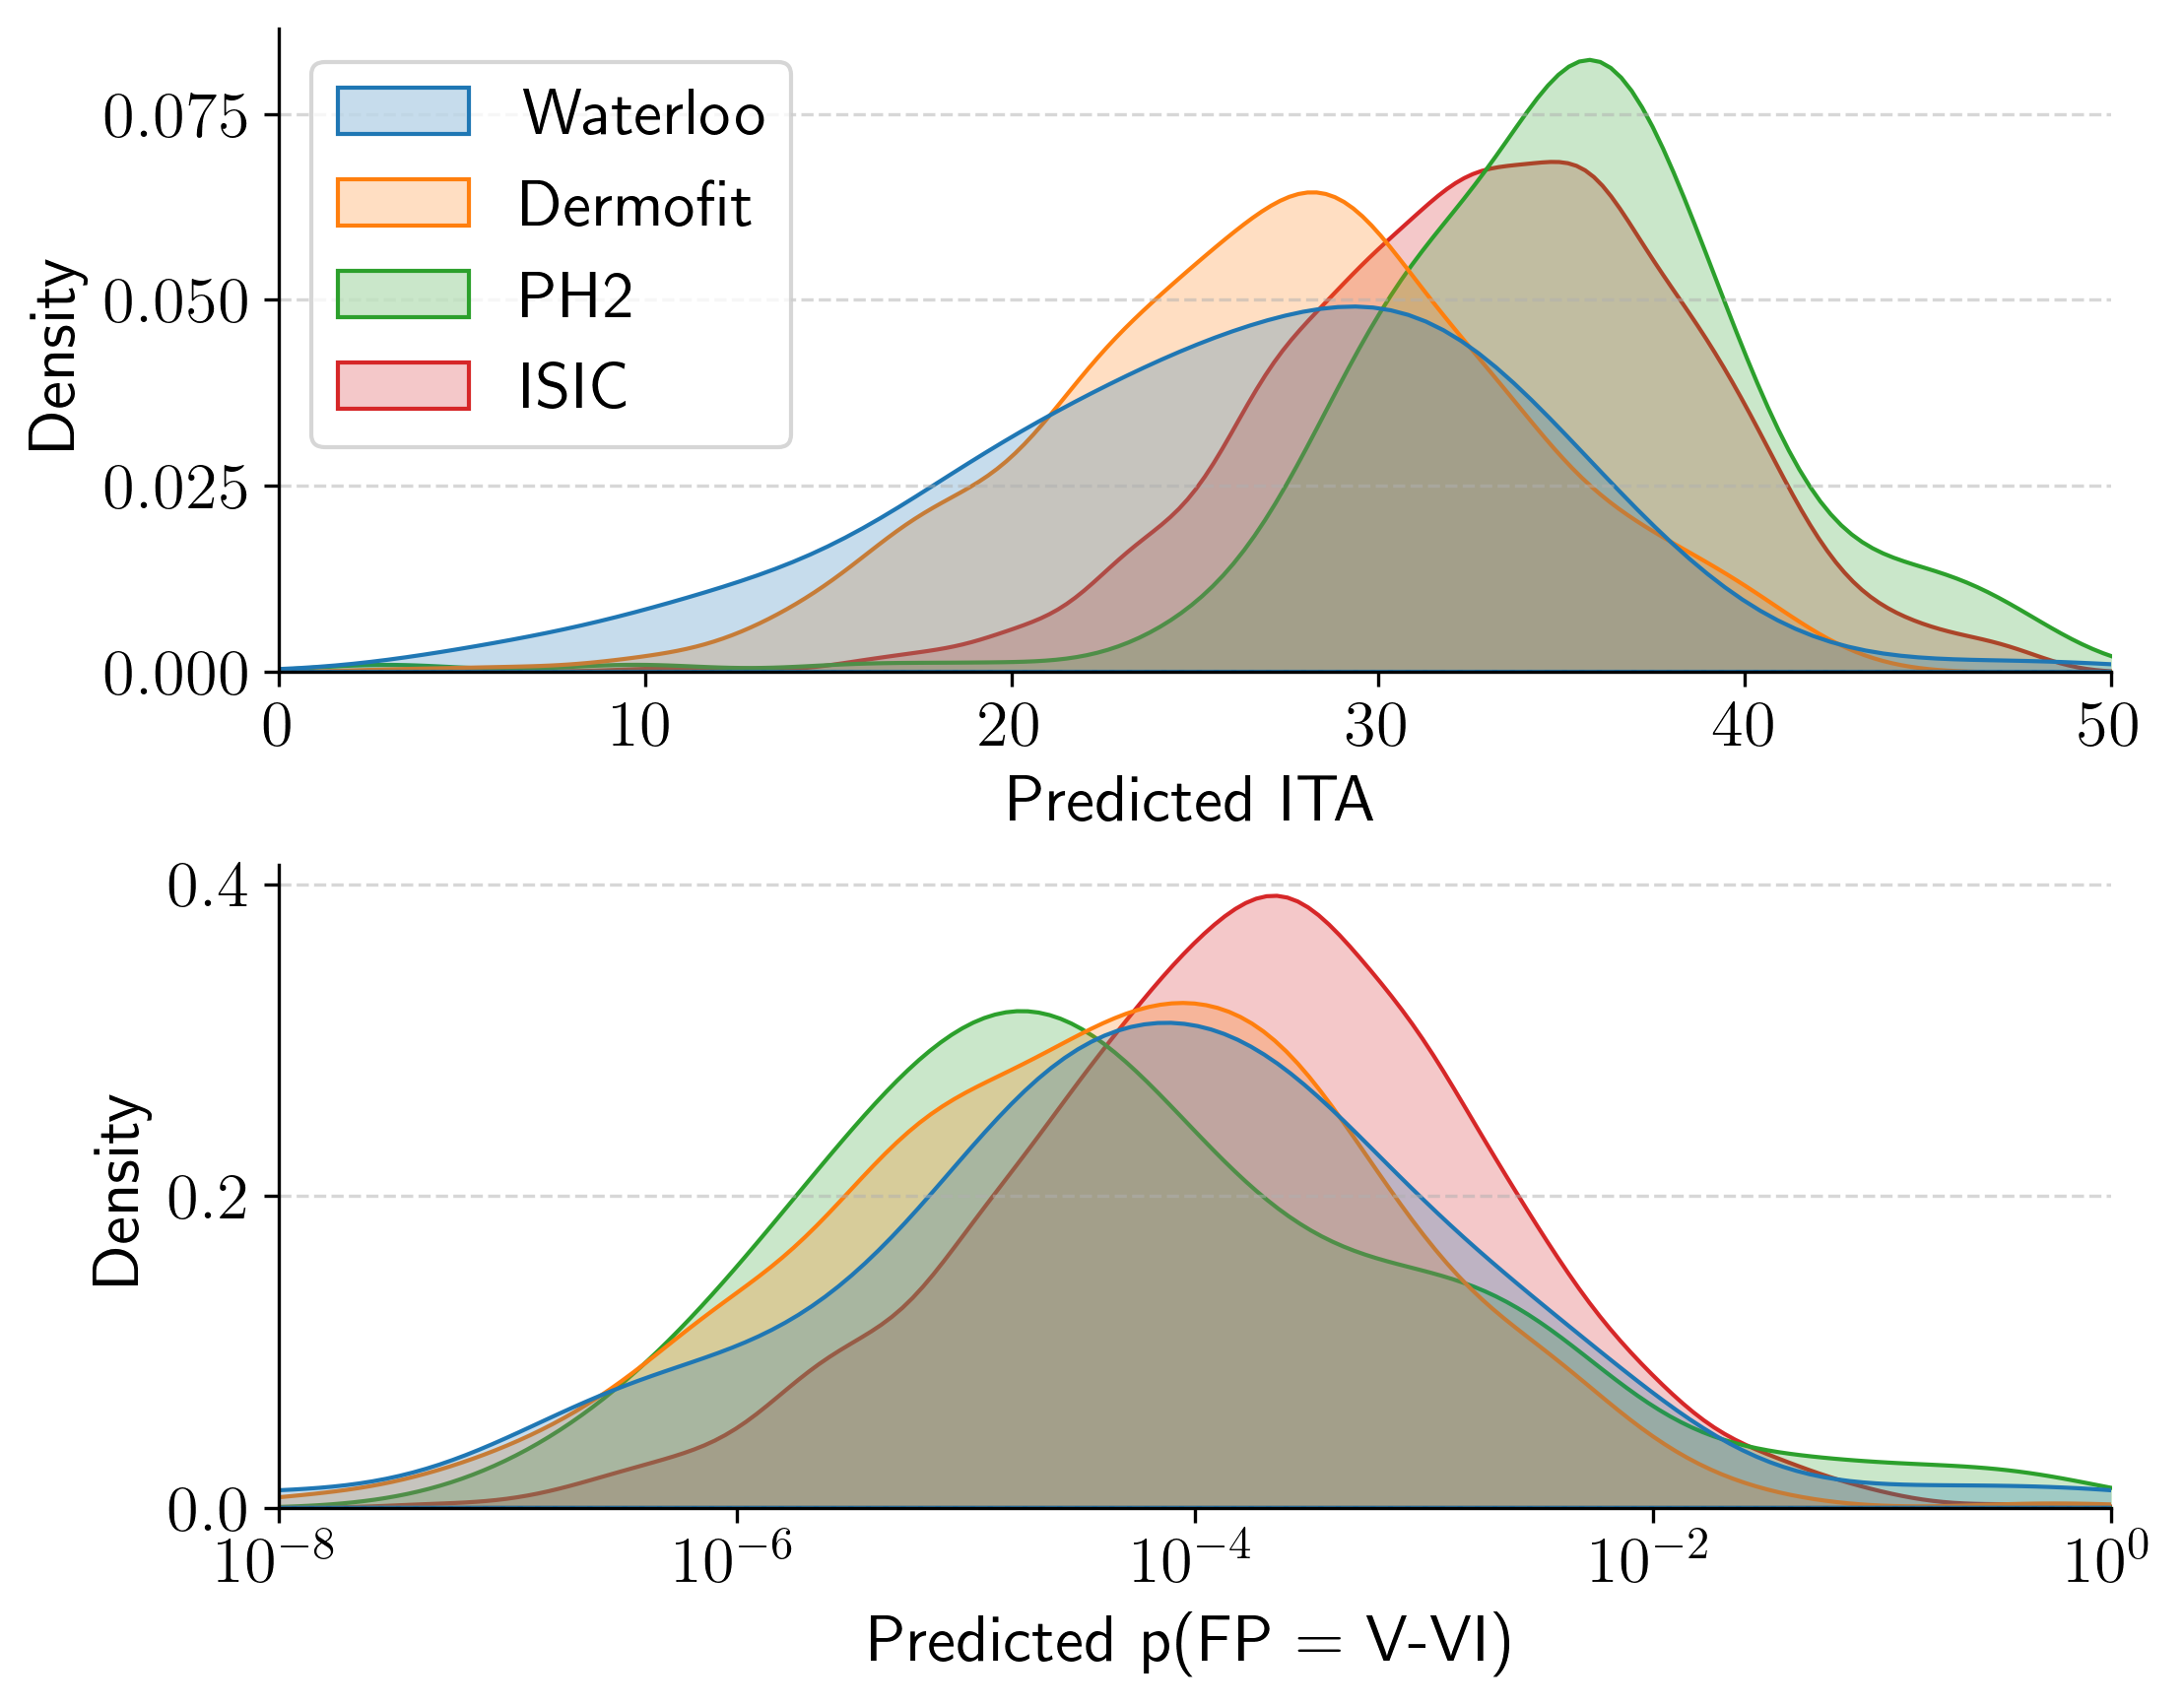 Density
0.075
0.050
0.025
0.000
Waterloo
Dermofit
PH2
ISIC
0 10 20 30 40 50
Predicted ITA
Density
0.4
0.2
0.0
10⁻⁸ 10⁻⁶ 10⁻⁴ 10⁻² 10⁰
Predicted p(FP = V-VI)